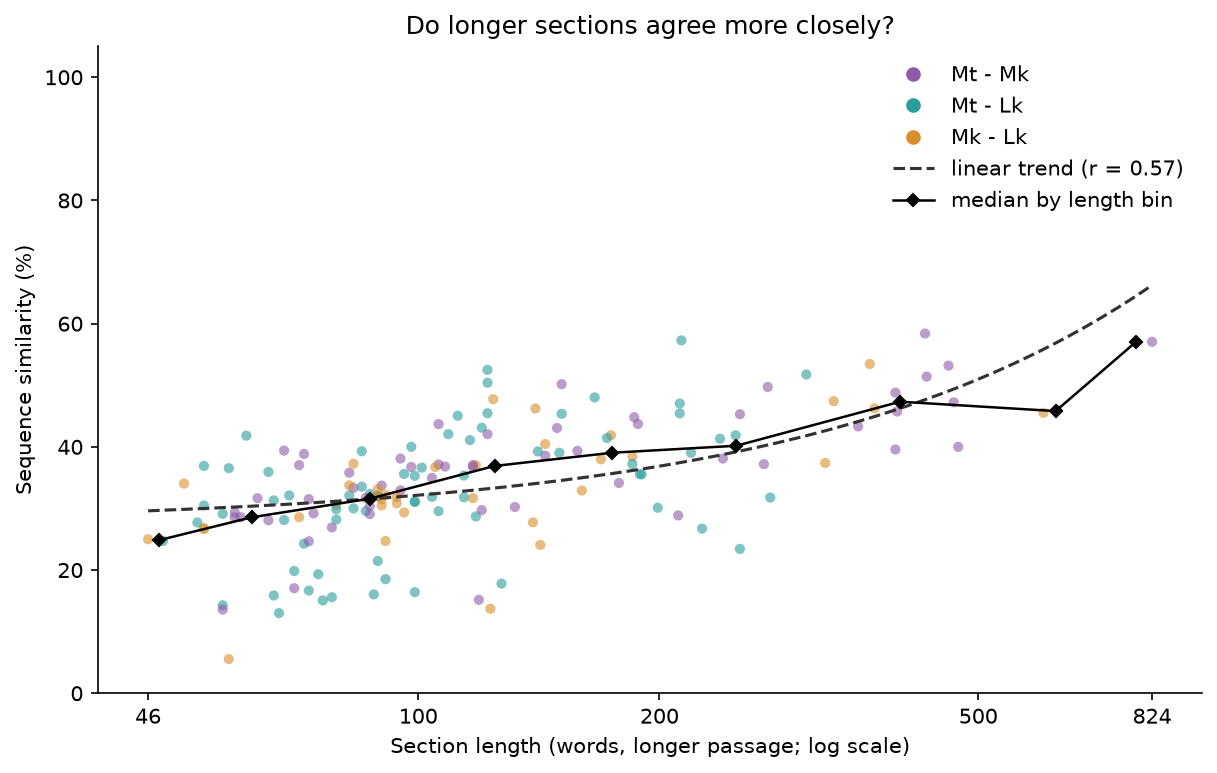 Do longer sections agree more closely?
Mt - Mk
Mt - Lk
Mk - Lk
linear trend (r = 0.57)
median by length bin
Sequence similarity (%)
100
80
60
40
20
0
46
100
200
500
824
Section length (words, longer passage; log scale)